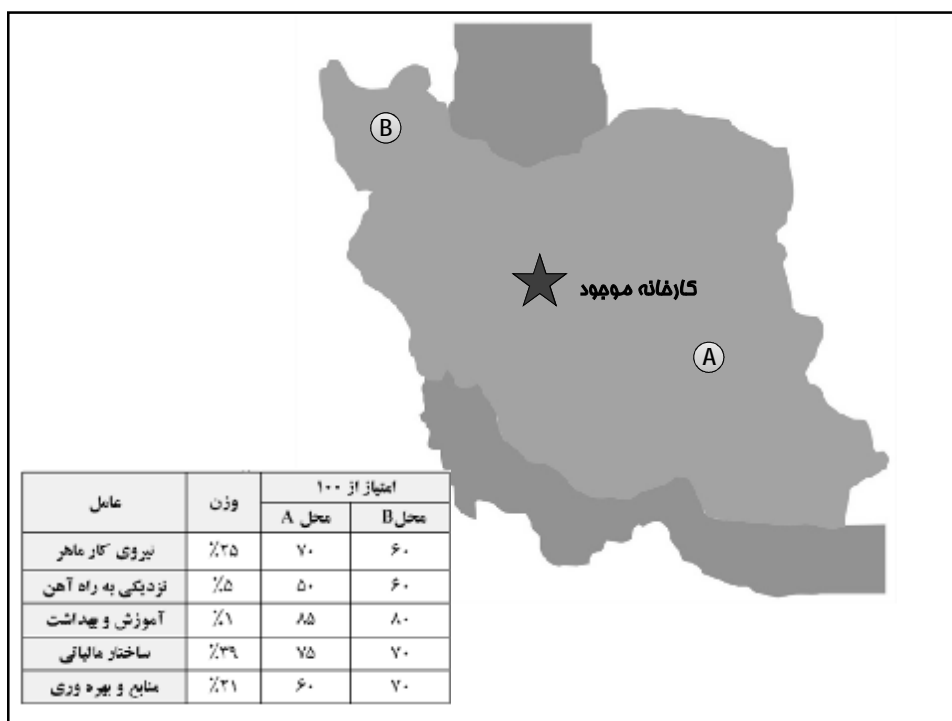 B
کارخانه موجود
A
عامل وزن امتیاز از ۱۰۰
محل A محل B
نیروی کار ماهر ٪۲۵ ۷۰ ۶۰
نزدیکی به راه آهن ٪۵ ۵۰ ۶۰
آموزش و بهداشت ٪۱ ۸۵ ۸۰
ساختار مالیاتی ٪۳۹ ۷۵ ۷۰
منابع و بهره وری ٪۲۱ ۶۰ ۷۰